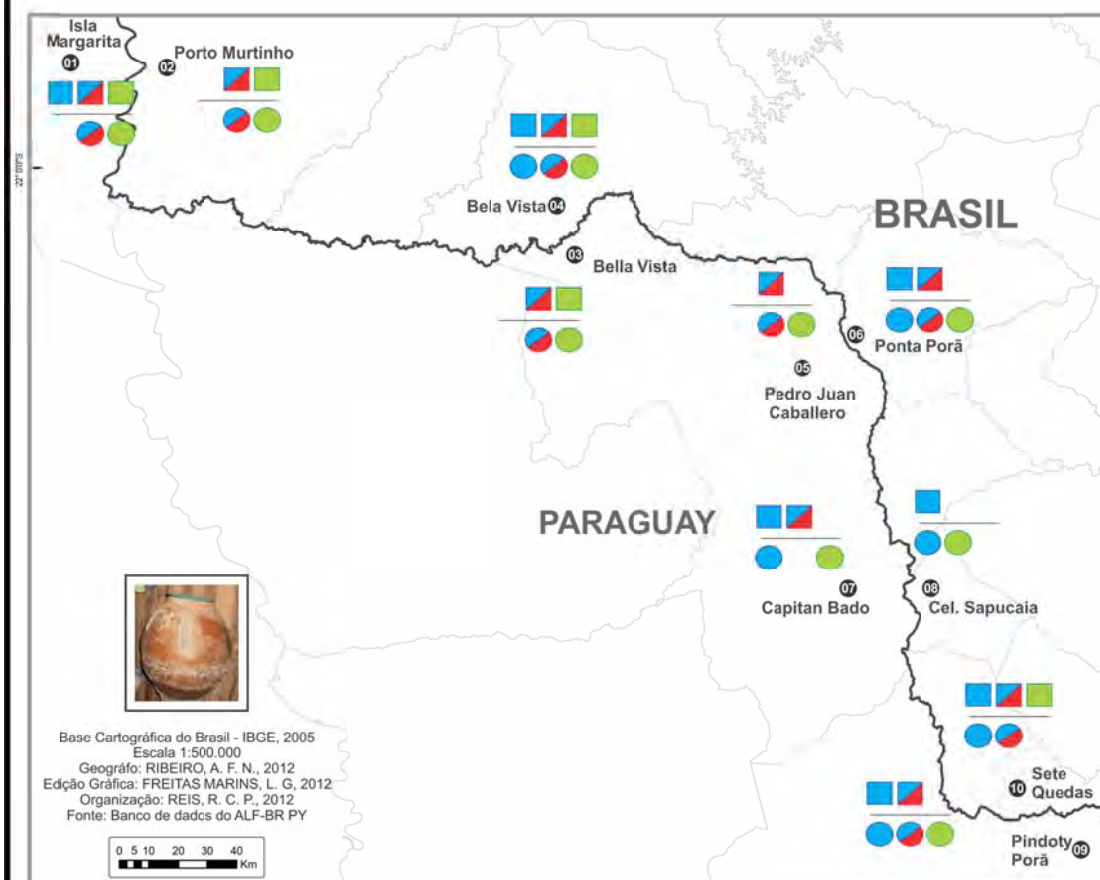 Isla
Margarita
01
02
Porto Murtinho
Bela Vista 04
03
Bella Vista
BRASIL
06
Ponta Porã
05
Pedro Juan
Caballero
PARAGUAY
07
Capitan Bado
08
Cel. Sapucaia
10
Sete
Quedas
Pindoty 09
Porã
Base Cartográfica do Brasil - IBGE, 2005
Escala 1:500.000
Geográfo: RIBEIRO, A. F. N., 2012
Edição Gráfica: FREITAS MARINS, L. G, 2012
Organização: REIS, R. C. P., 2012
Fonte: Banco de dados do ALF-BR PY
0 5 10 20 30 40
Km